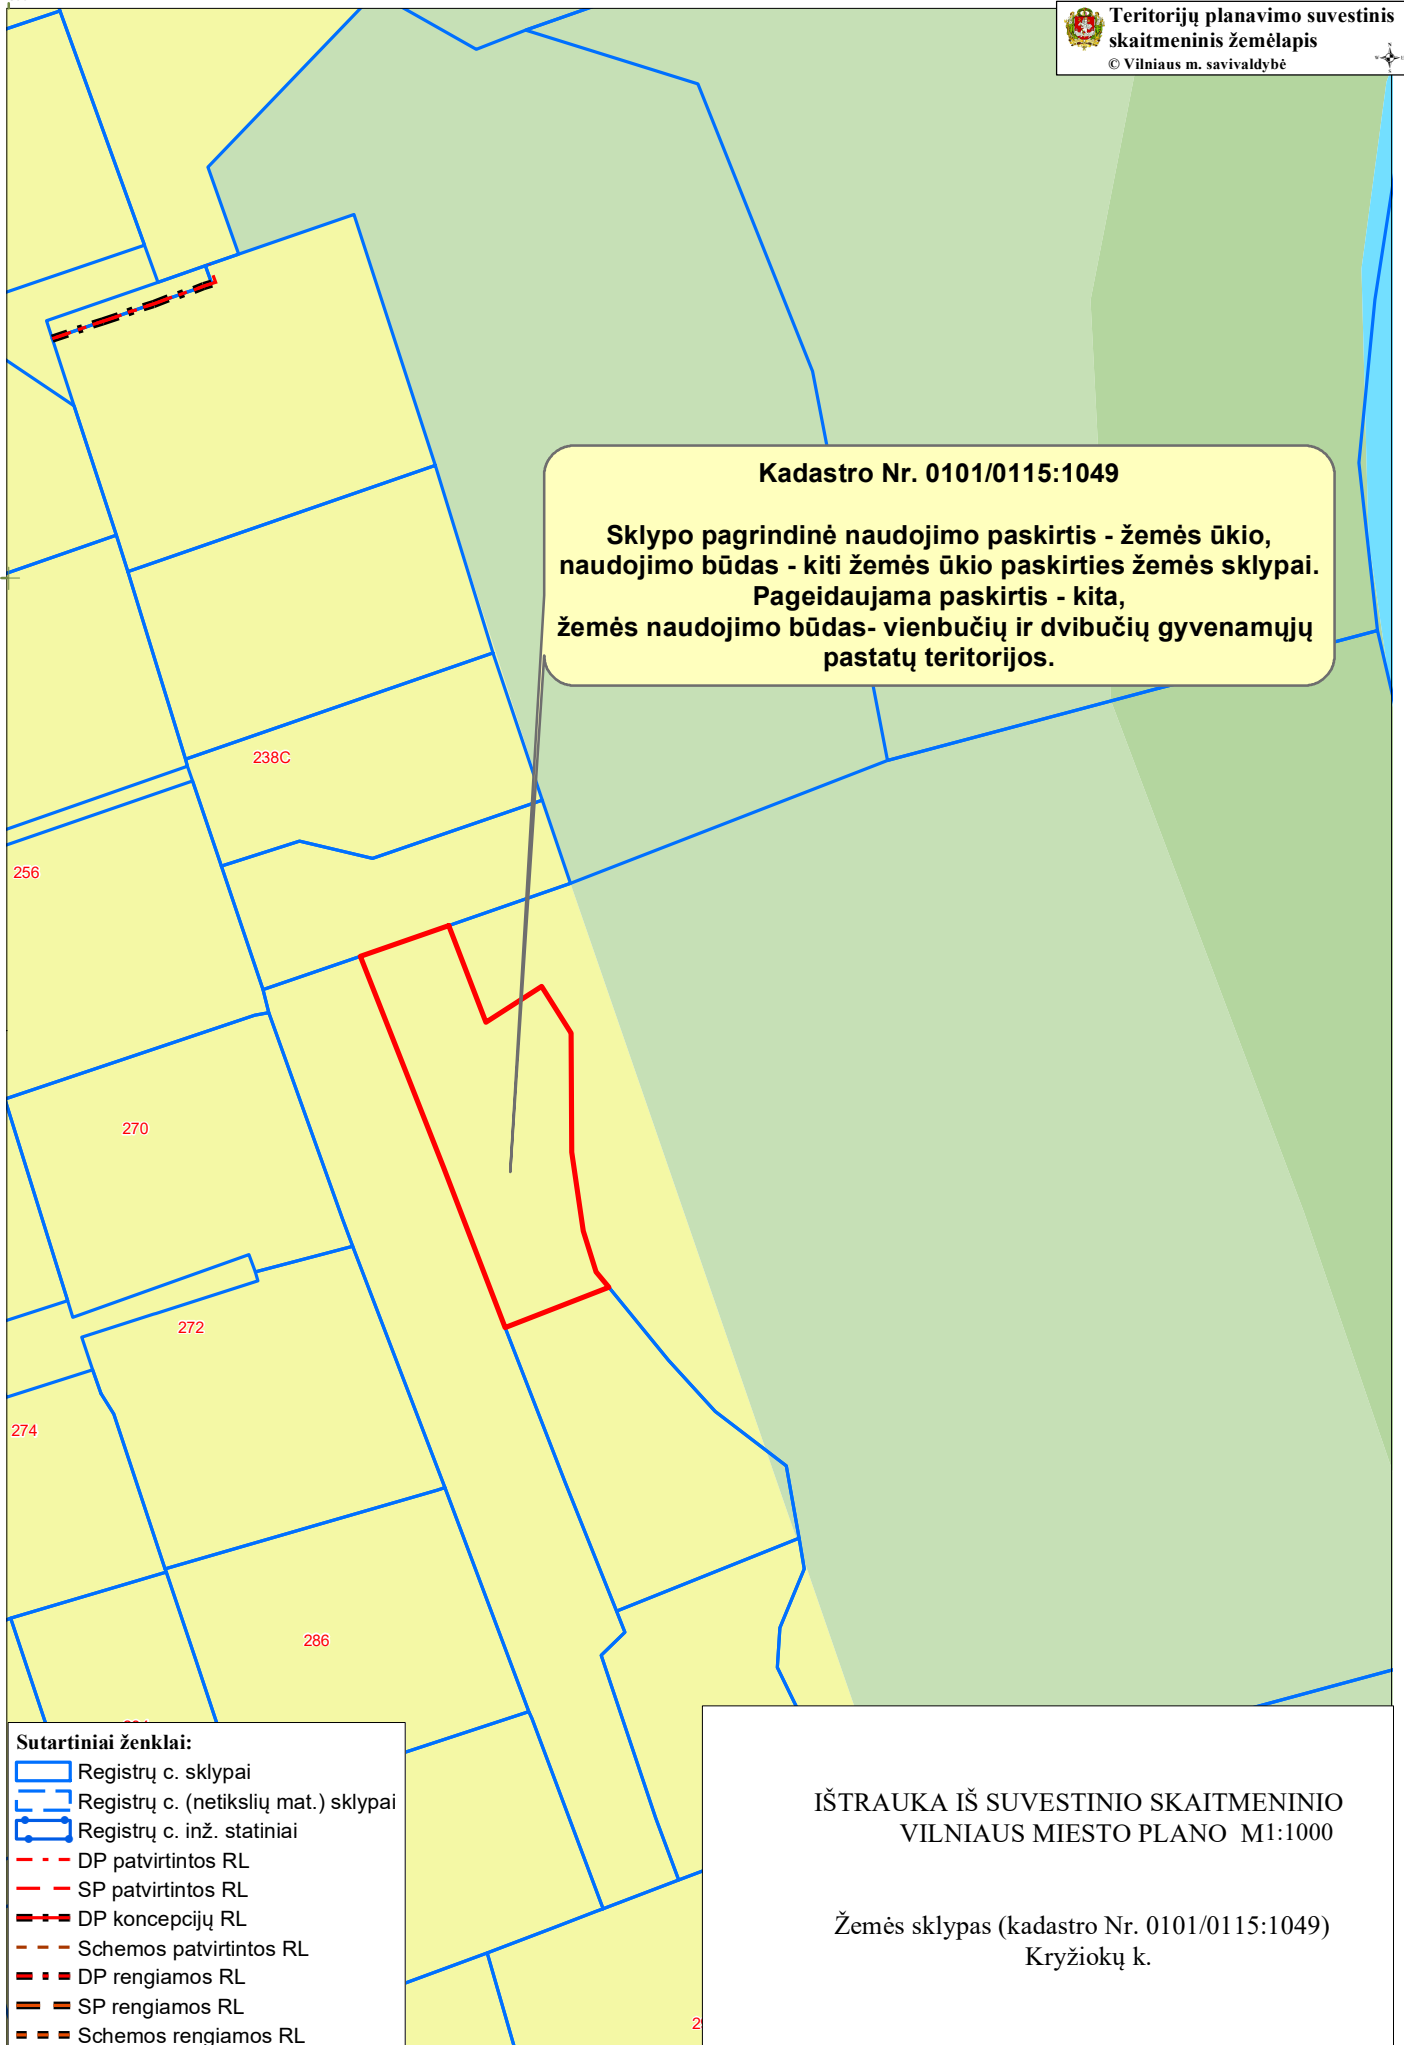 Teritorijų planavimo suvestinis
skaitmeninis žemėlapis
© Vilniaus m. savivaldybė
Kadastro Nr. 0101/0115:1049
Sklypo pagrindinė naudojimo paskirtis - žemės ūkio,
naudojimo būdas - kiti žemės ūkio paskirties žemės sklypai.
Pageidaujama paskirtis - kita,
žemės naudojimo būdas- vienbučių ir dvibučių gyvenamųjų
pastatų teritorijos.
238C
256
270
272
274
286
Sutartiniai ženklai:
Registrų c. sklypai
Registrų c. (netikslių mat.) sklypai
Registrų c. inž. statiniai
DP patvirtintos RL
SP patvirtintos RL
DP koncepcijų RL
Schemos patvirtintos RL
DP rengiamos RL
SP rengiamos RL
Schemos rengiamos RL
IŠTRAUKA IŠ SUVESTINIO SKAITMENINIO
VILNIAUS MIESTO PLANO M1:1000
Žemės sklypas (kadastro Nr. 0101/0115:1049)
Kryžiokų k.